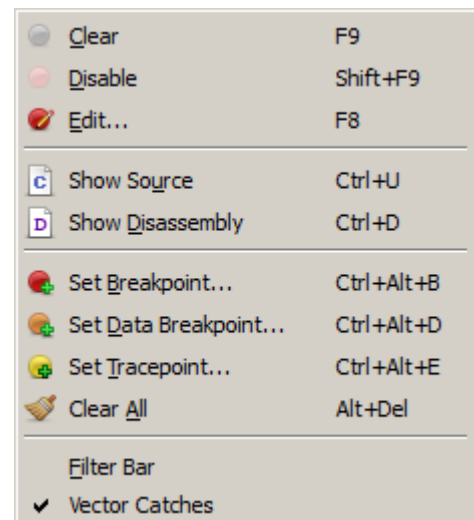 Clear F9
Disable Shift+F9
Edit... F8
C Show Source Ctrl+U
D Show Disassembly Ctrl+D
Set Breakpoint... Ctrl+Alt+B
Set Data Breakpoint... Ctrl+Alt+D
Set Tracepoint... Ctrl+Alt+E
Clear All Alt+Del
Filter Bar
Vector Catches